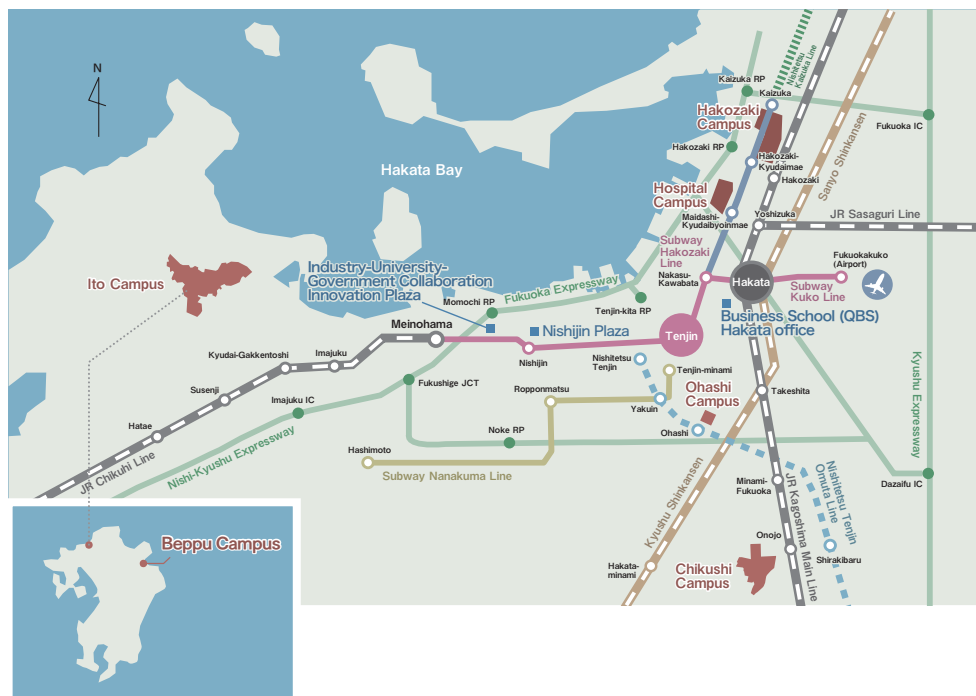 N
Hakata Bay
Kaizuka RP
Nishitetsu
Kaizuka Line
Kaizuka
Hakozaki
Campus
Fukuoka IC
Hakozaki RP
Sanyo Shinkansen
Hakozaki-
Kyudaimae
Hakozaki
Hospital
Campus
Maidashi-
Kyudaibyoinmae
Yoshizuka
JR Sasaguri Line
Subway
Hakozaki
Line
Nakasu-
Kawabata
Hakata
Fukuokakuko
(Airport)
Subway
Kuko Line
Ito Campus
Industry-University-
Government Collaboration
Innovation Plaza
Momochi RP
Fukuoka Expressway
Tenjin-kita RP
Business School (QBS)
Hakata office
Meinohama
Nishijin Plaza
Tenjin
Nishijin
Kyudai-Gakkentoshi
Imajuku
Nishitetsu
Tenjin
Tenjin-minami
Kyushu Expressway
Susenji
Fukushige JCT
Ropponmatsu
Ohashi
Campus
Takeshita
Imajuku IC
Yakuin
Hatae
Noke RP
Ohashi
Nishi-Kyushu Expressway
Hashimoto
Subway Nanakuma Line
JR Chikuhi Line
Minami-
Fukuoka
Nishitetsu Tenjin
Omuta Line
Dazaifu IC
JR Kagoshima Main Line
Kyushu Shinkansen
Onojo
Shirakibaru
Hakata-
minami
Chikushi
Campus
Beppu Campus